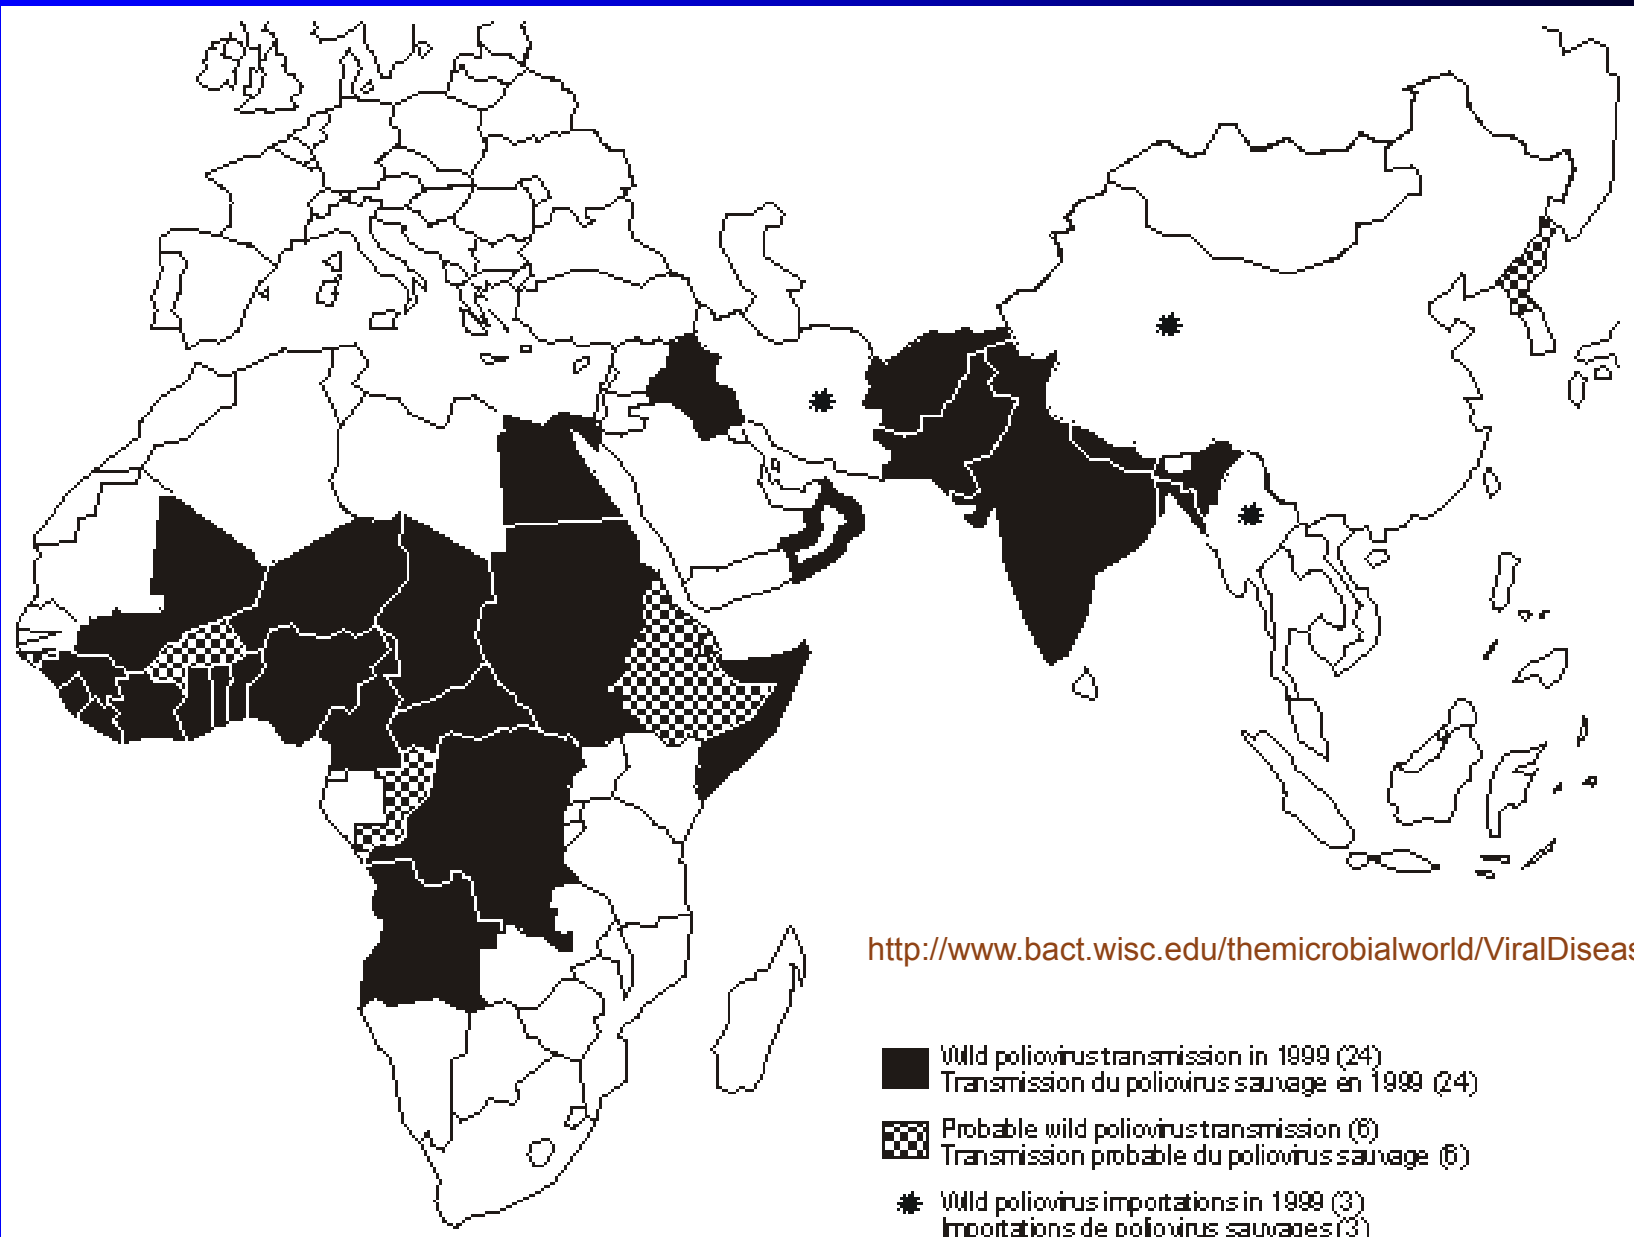 http://www.bact.wisc.edu/themicrobialworld/ViralDiseas
Wild poliovirus transmission in 1999 (24)
Transmission du poliovirus sauvage en 1999 (24)
Probable wild poliovirus transmission (6)
Transmission probable du poliovirus sauvage (6)
Wild poliovirus importations in 1999 (3)
Importations de poliovirus sauvages (3)